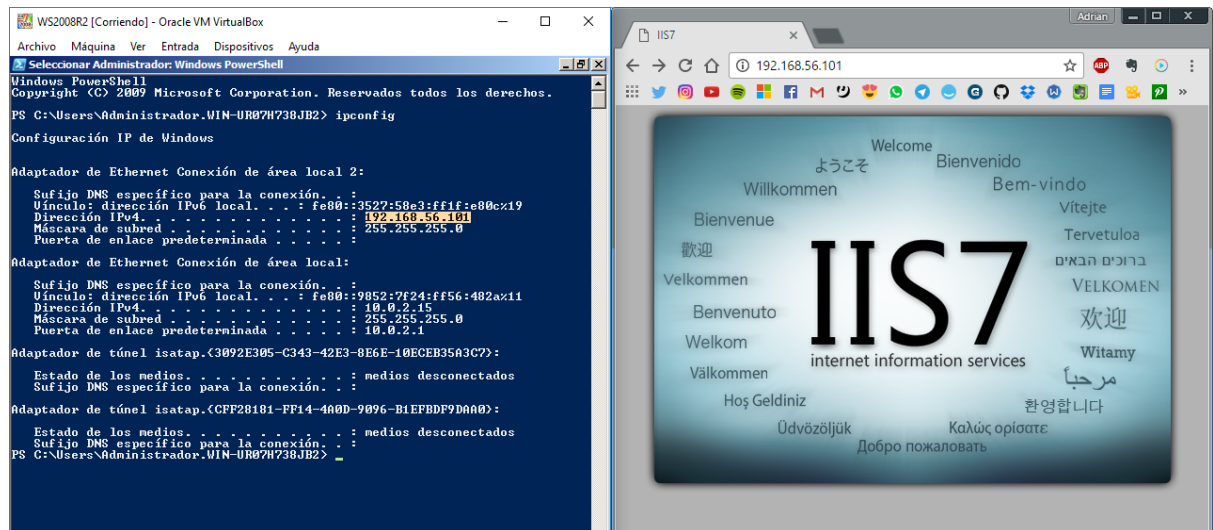 WS2008R2 [Corriendo] - Oracle VM VirtualBox
Archivo Máquina Ver Entrada Dispositivos Ayuda
Seleccionar Administrador: Windows PowerShell
Windows PowerShell
Copyright (C) 2009 Microsoft Corporation. Reservados todos los derechos.
PS C:\Users\Administrador.WIN-UR07H738JB2> ipconfig
Configuración IP de Windows
Adaptador de Ethernet Conexión de área local 2:
Sufijo DNS específico para la conexión. . :
Vínculo: dirección IPv6 local. . . : fe80::3527:58e3:ff1f:e80c%19
Dirección IPv4. . . . . . . . . . . . . . : 192.168.56.101
Máscara de subred . . . . . . . . . . . . : 255.255.255.0
Puerta de enlace predeterminada . . . . . :
Adaptador de Ethernet Conexión de área local:
Sufijo DNS específico para la conexión. . :
Vínculo: dirección IPv6 local. . . : fe80::9852:7f24:ff56:482a%11
Dirección IPv4. . . . . . . . . . . . . . : 10.0.2.15
Máscara de subred . . . . . . . . . . . . : 255.255.255.0
Puerta de enlace predeterminada . . . . . : 10.0.2.1
Adaptador de túnel isatap.{3092E305-C343-42E3-8E6E-10ECEB35A3C7}:
Estado de los medios. . . . . . . . . . . : medios desconectados
Sufijo DNS específico para la conexión. . :
Adaptador de túnel isatap.{CFF28181-FF14-4A0D-9096-B1EFBDF9DAA0}:
Estado de los medios. . . . . . . . . . . : medios desconectados
Sufijo DNS específico para la conexión. . :
PS C:\Users\Administrador.WIN-UR07H738JB2> _
Adrian
IIS7
192.168.56.101
ABP
Welcome
ようこそ
Bienvenido
Willkommen
Bem-vindo
Bienvenue
Vítejte
Tervetuloa
歡迎
ברוכים הבאים
Velkommen
VELKOMEN
Benvenuto
欢迎
IIS7
internet information services
Welkom
Witamy
Välkommen
مرحباً
Hoş Geldiniz
환영합니다
Üdvözöljük
Καλώς ορίσατε
Добро пожаловать